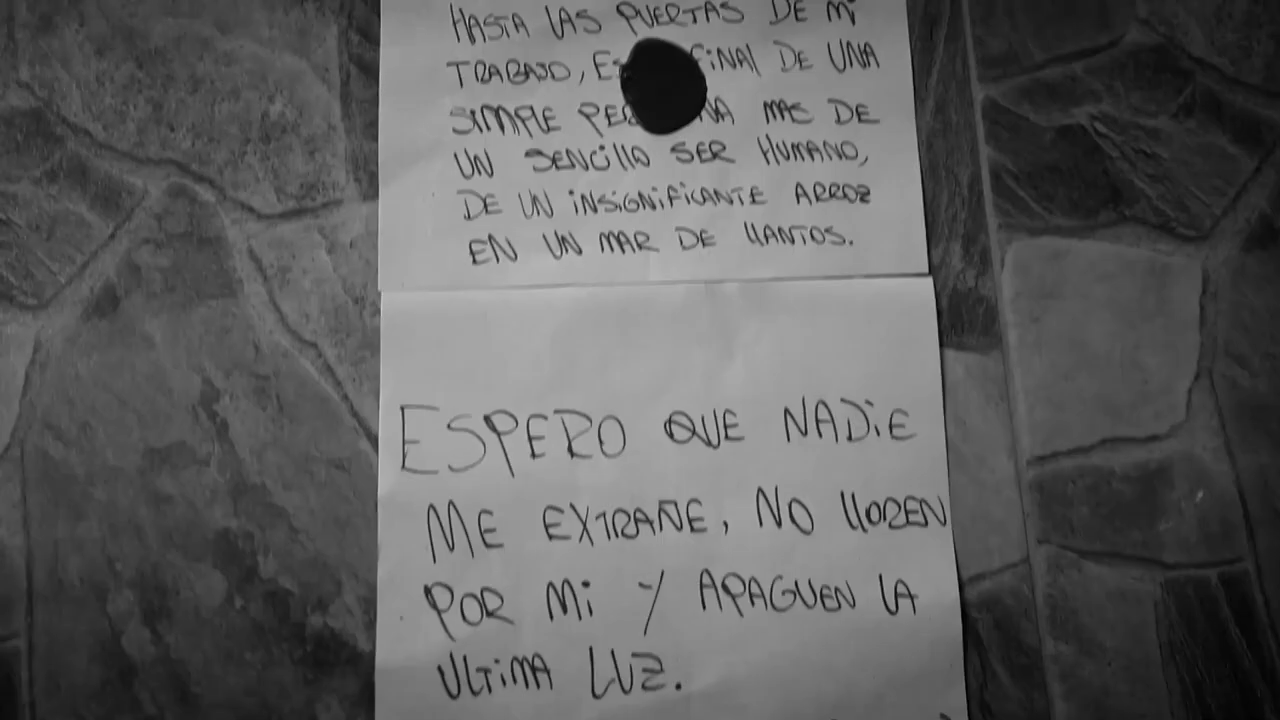 HASTA LAS PUERTAS DE Mi
TRABAJO, FiNAl DE UNA
SIMPLE MAS DE
UN SENCillO SER HUMANO,
DE UN iNSiGNiFiCANTE ARROZ
EN UN MAR DE llANTOS.
ESPERO QUE NADiE
ME EXTRAÑE, NO llOREN
POR Mi Y APAGUEN LA
ULTiMA LUZ.